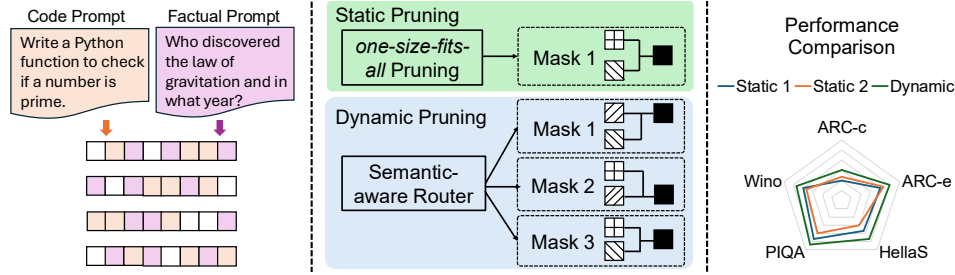 Code Prompt
Factual Prompt
Write a Python
function to check
if a number is
prime.
Who discovered
the law of
gravitation and in
what year?
Static Pruning
one-size-fits-
all Pruning
Mask 1
Dynamic Pruning
Semantic-
aware Router
Mask 1
Mask 2
Mask 3
Performance
Comparison
Static 1
Static 2
Dynamic
ARC-c
Wino
ARC-e
PIQA
HellaS